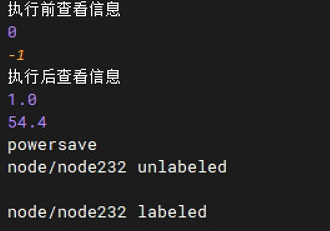 执行前查看信息
0
-1
执行后查看信息
1.0
54.4
powersave
node/node232 unlabeled
node/node232 labeled